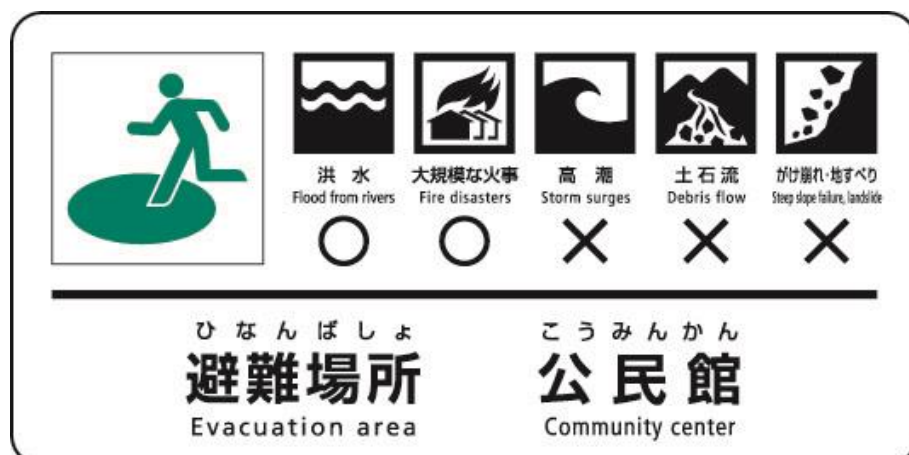 洪水 大規模な火事 高潮 土石流 がけ崩れ・地すべり
Flood from rivers Fire disasters Storm surges Debris flow Steep slope failure, landslide
○ ○ × × ×
ひなんばしょ こうみんかん
避難場所 公民館
Evacuation area Community center